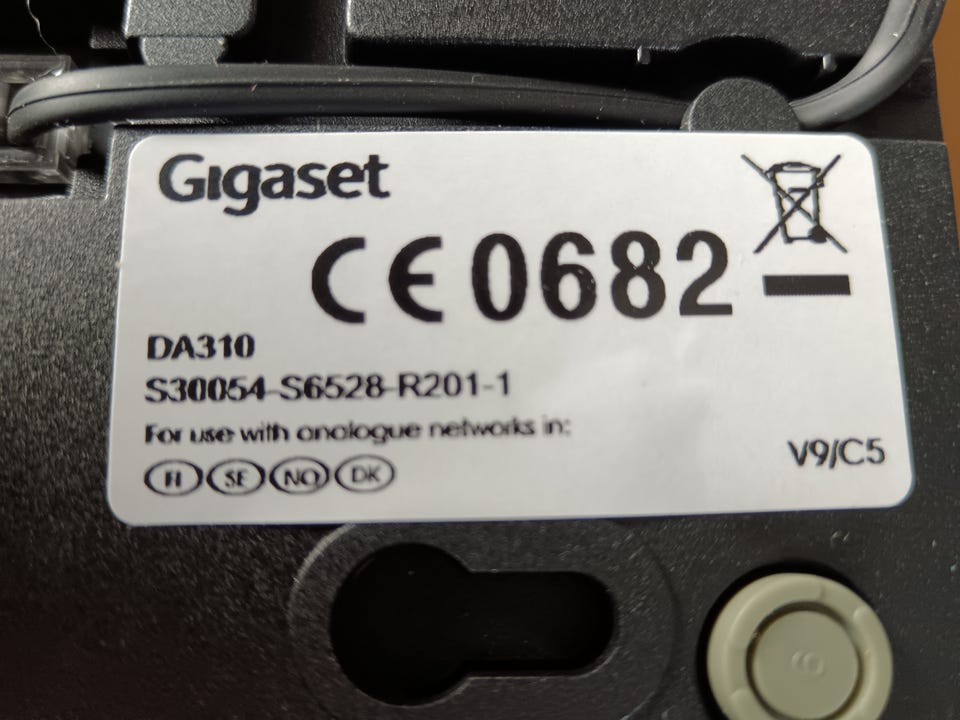 Gigaset
CE 0682
DA310
S30054-S6528-R201-1
For use with analogue networks in:
FI SE NO DK
V9/C5